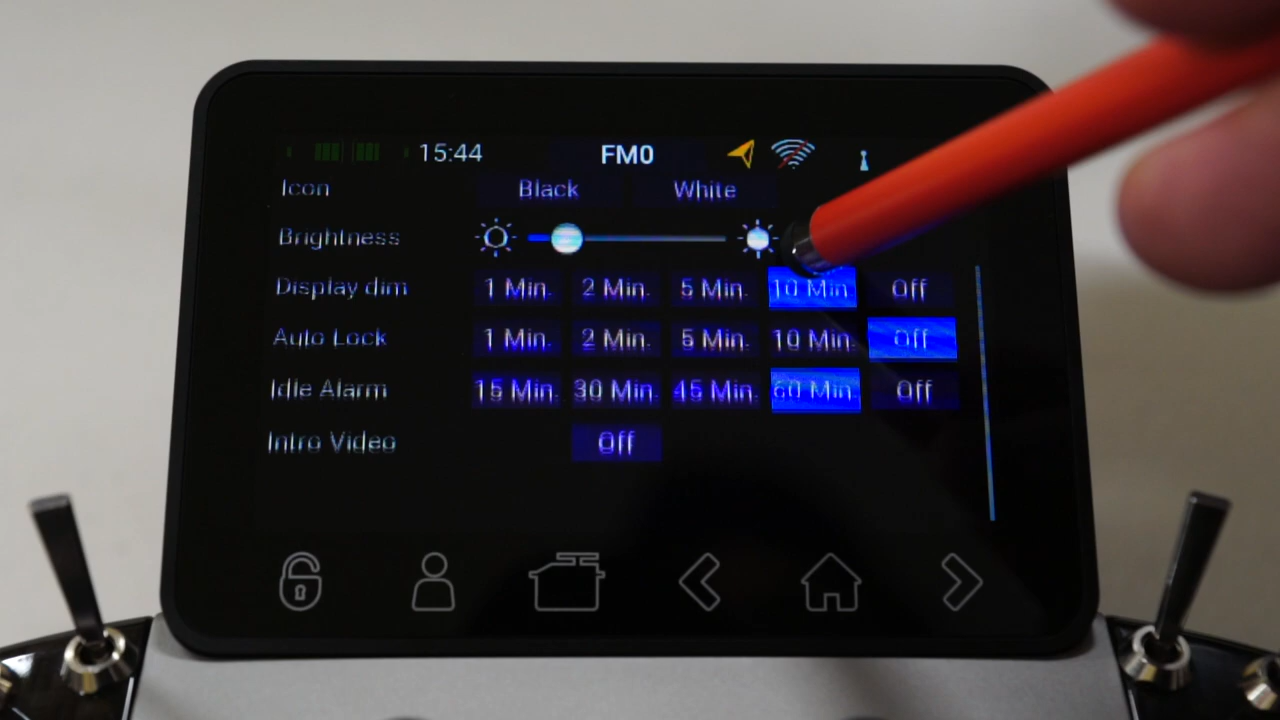 15:44 FM0
Icon Black White
Brightness
Display dim 1 Min. 2 Min. 5 Min. 10 Min. Off
Auto Lock 1 Min. 2 Min. 5 Min. 10 Min. Off
Idle Alarm 15 Min. 30 Min. 45 Min. 60 Min. Off
Intro Video Off